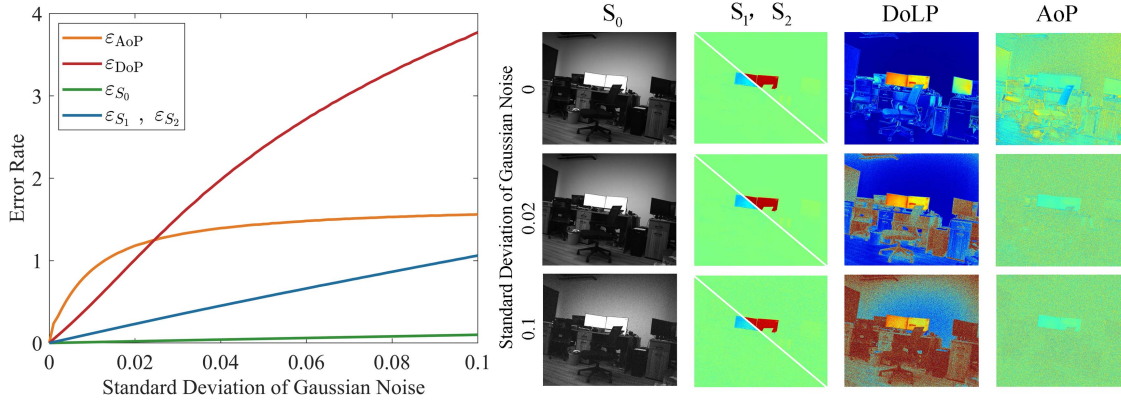 4
3
2
1
0
Error Rate
ε_AoP
ε_DoP
ε_S₀
ε_S₁ , ε_S₂
0
0.02
0.04
0.06
0.08
0.1
Standard Deviation of Gaussian Noise
S₀
S₁, S₂
DoLP
AoP
Standard Deviation of Gaussian Noise
0
0.02
0.1